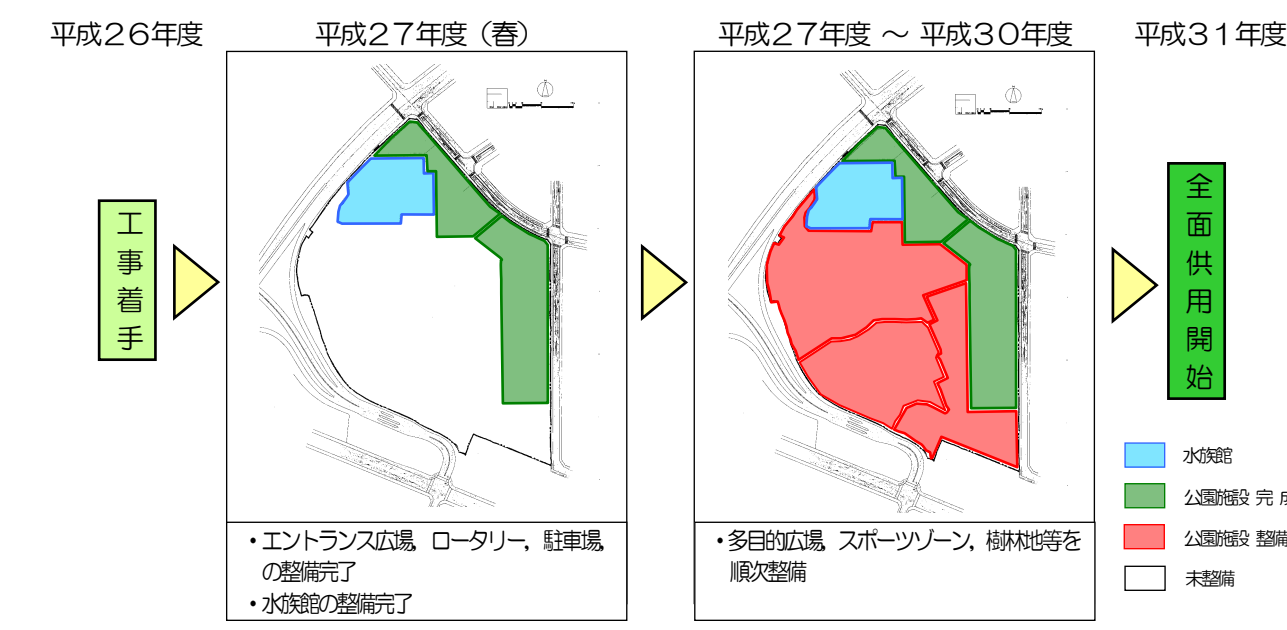 平成26年度
平成27年度（春）
平成27年度 ～ 平成30年度
平成31年度
工事着手
・エントランス広場，ロータリー，駐車場，
の整備完了
・水族館の整備完了
・多目的広場，スポーツゾーン，樹林地等を
順次整備
全面供用開始
水族館
公園施設 完
公園施設 整備
未整備